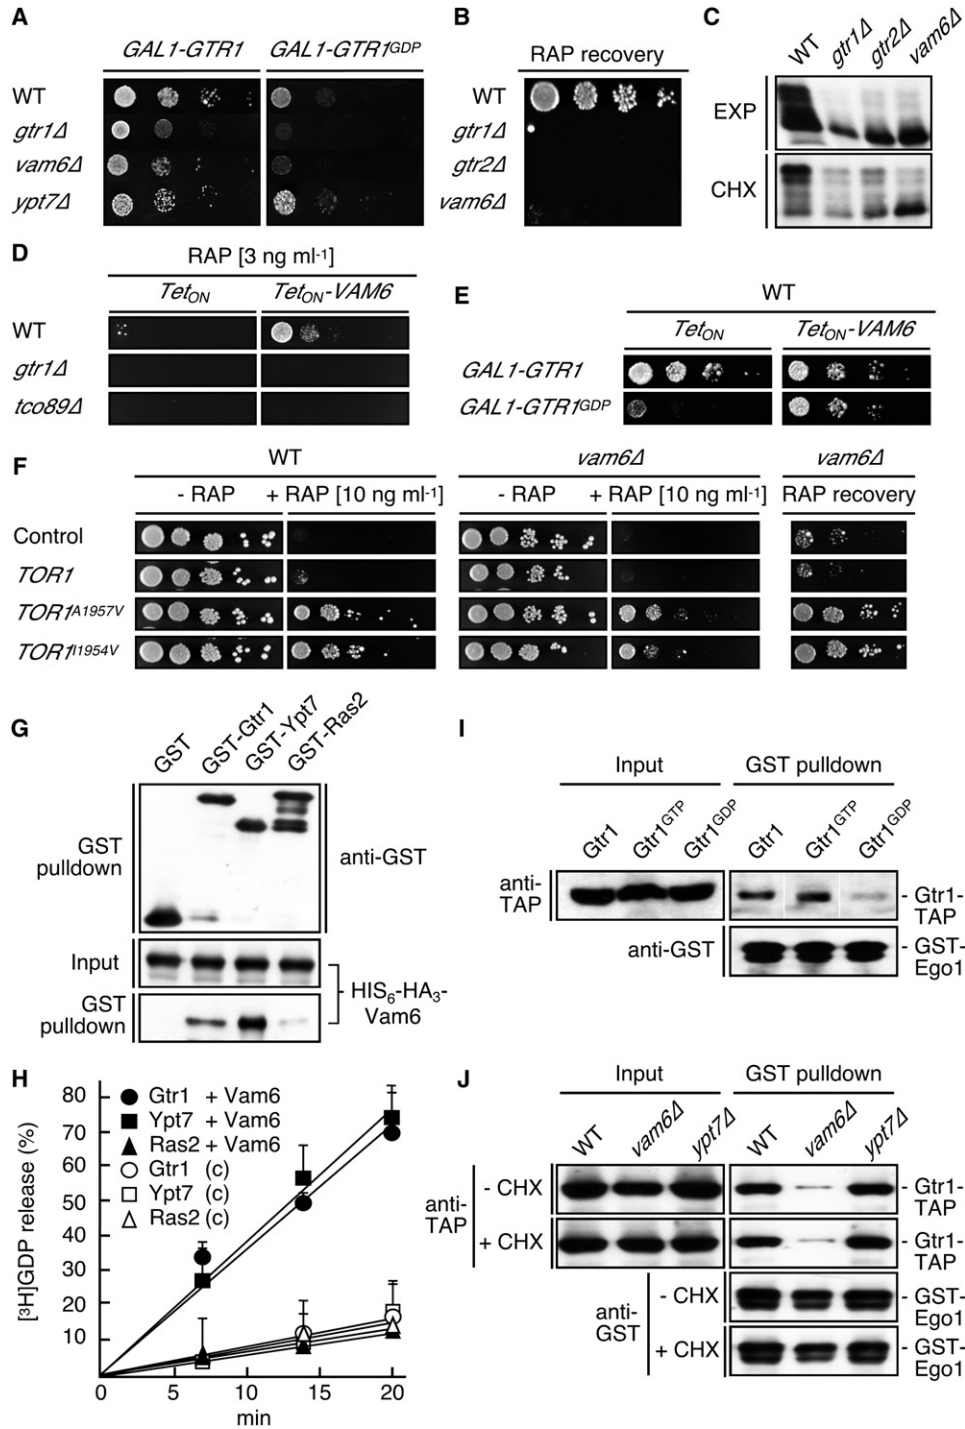 A
GAL1-GTR1 GAL1-GTR1GDP
WT
gtr1Δ
vam6Δ
ypt7Δ
B
RAP recovery
WT
gtr1Δ
gtr2Δ
vam6Δ
C
WT gtr1Δ gtr2Δ vam6Δ
EXP
CHX
D
RAP [3 ng ml-1]
TetON TetON-VAM6
WT
gtr1Δ
tco89Δ
E
WT
TetON TetON-VAM6
GAL1-GTR1
GAL1-GTR1GDP
F
WT vam6Δ vam6Δ
- RAP + RAP [10 ng ml-1] - RAP + RAP [10 ng ml-1] RAP recovery
Control
TOR1
TOR1A1957V
TOR1I1954V
G
GST GST-Gtr1 GST-Ypt7 GST-Ras2
GST
pulldown
anti-GST
Input
GST
pulldown
HIS6-HA3-
Vam6
I
Input GST pulldown
Gtr1 Gtr1GTP Gtr1GDP Gtr1 Gtr1GTP Gtr1GDP
anti-
TAP
- Gtr1-
TAP
anti-GST
- GST-
Ego1
H
[3H]GDP release (%)
80
70
60
50
40
30
20
10
0 5 10 15 20
min
Gtr1 + Vam6
Ypt7 + Vam6
Ras2 + Vam6
Gtr1 (c)
Ypt7 (c)
Ras2 (c)
J
Input GST pulldown
WT vam6Δ ypt7Δ WT vam6Δ ypt7Δ
anti-
TAP
- CHX
- Gtr1-
TAP
+ CHX
- Gtr1-
TAP
anti-
GST
- CHX
- GST-
Ego1
+ CHX
- GST-
Ego1